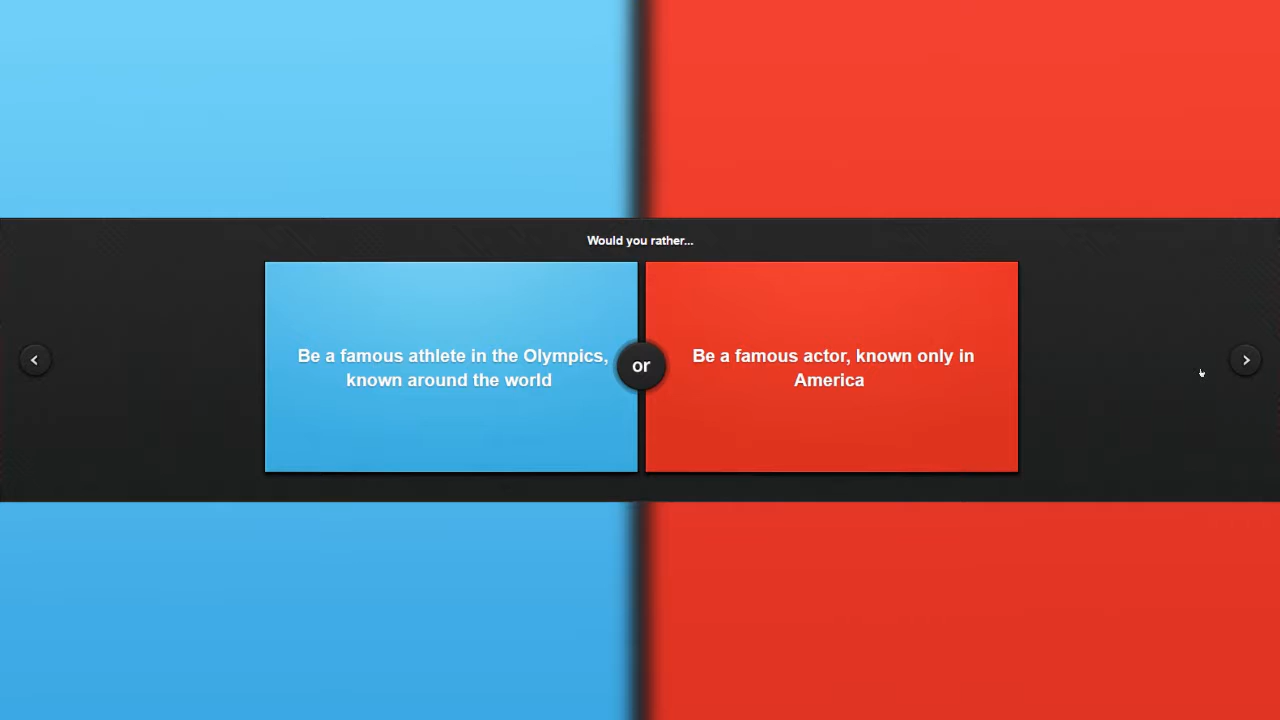 Would you rather...
Be a famous athlete in the Olympics,
known around the world
or
Be a famous actor, known only in
America